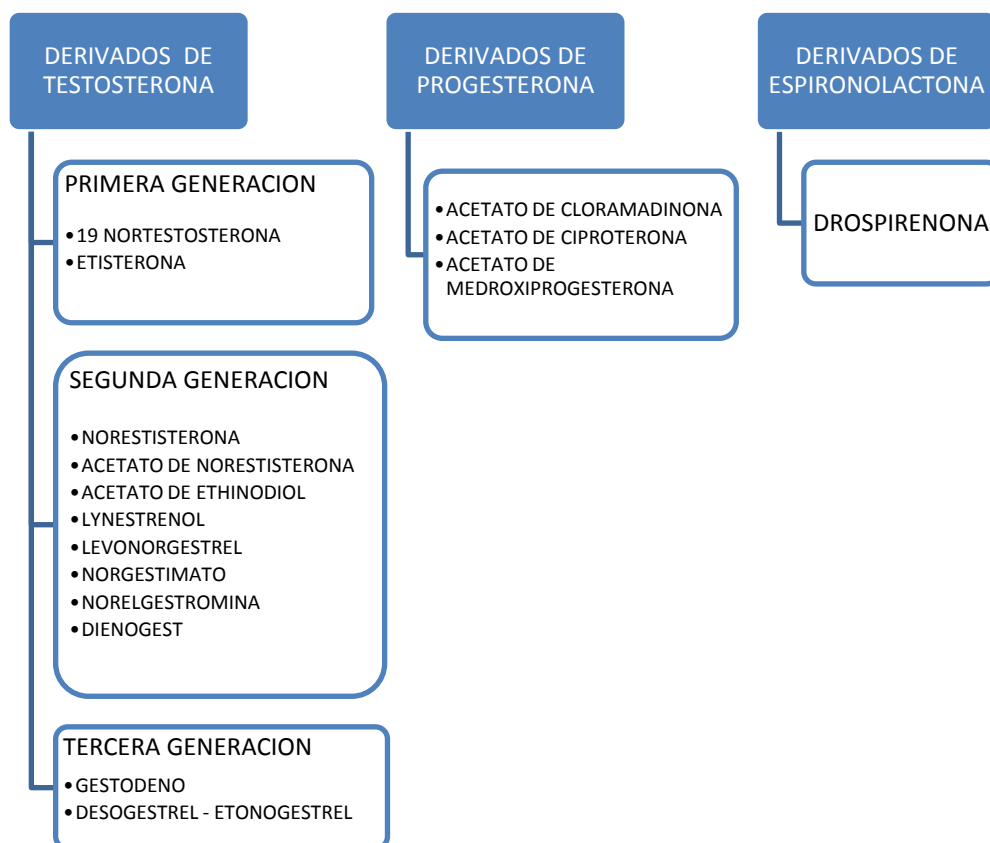 DERIVADOS DE
TESTOSTERONA
PRIMERA GENERACION
•19 NORTESTOSTERONA
•ETISTERONA
SEGUNDA GENERACION
•NORESTISTERONA
•ACETATO DE NORESTISTERONA
•ACETATO DE ETHINODIOL
•LYNESTRENOL
•LEVONORGESTREL
•NORGESTIMATO
•NORELGESTROMINA
•DIENOGEST
TERCERA GENERACION
•GESTODENO
•DESOGESTREL - ETONOGESTREL
DERIVADOS DE
PROGESTERONA
•ACETATO DE CLORAMADINONA
•ACETATO DE CIPROTERONA
•ACETATO DE
MEDROXIPROGESTERONA
DERIVADOS DE
ESPIRONOLACTONA
DROSPIRENONA